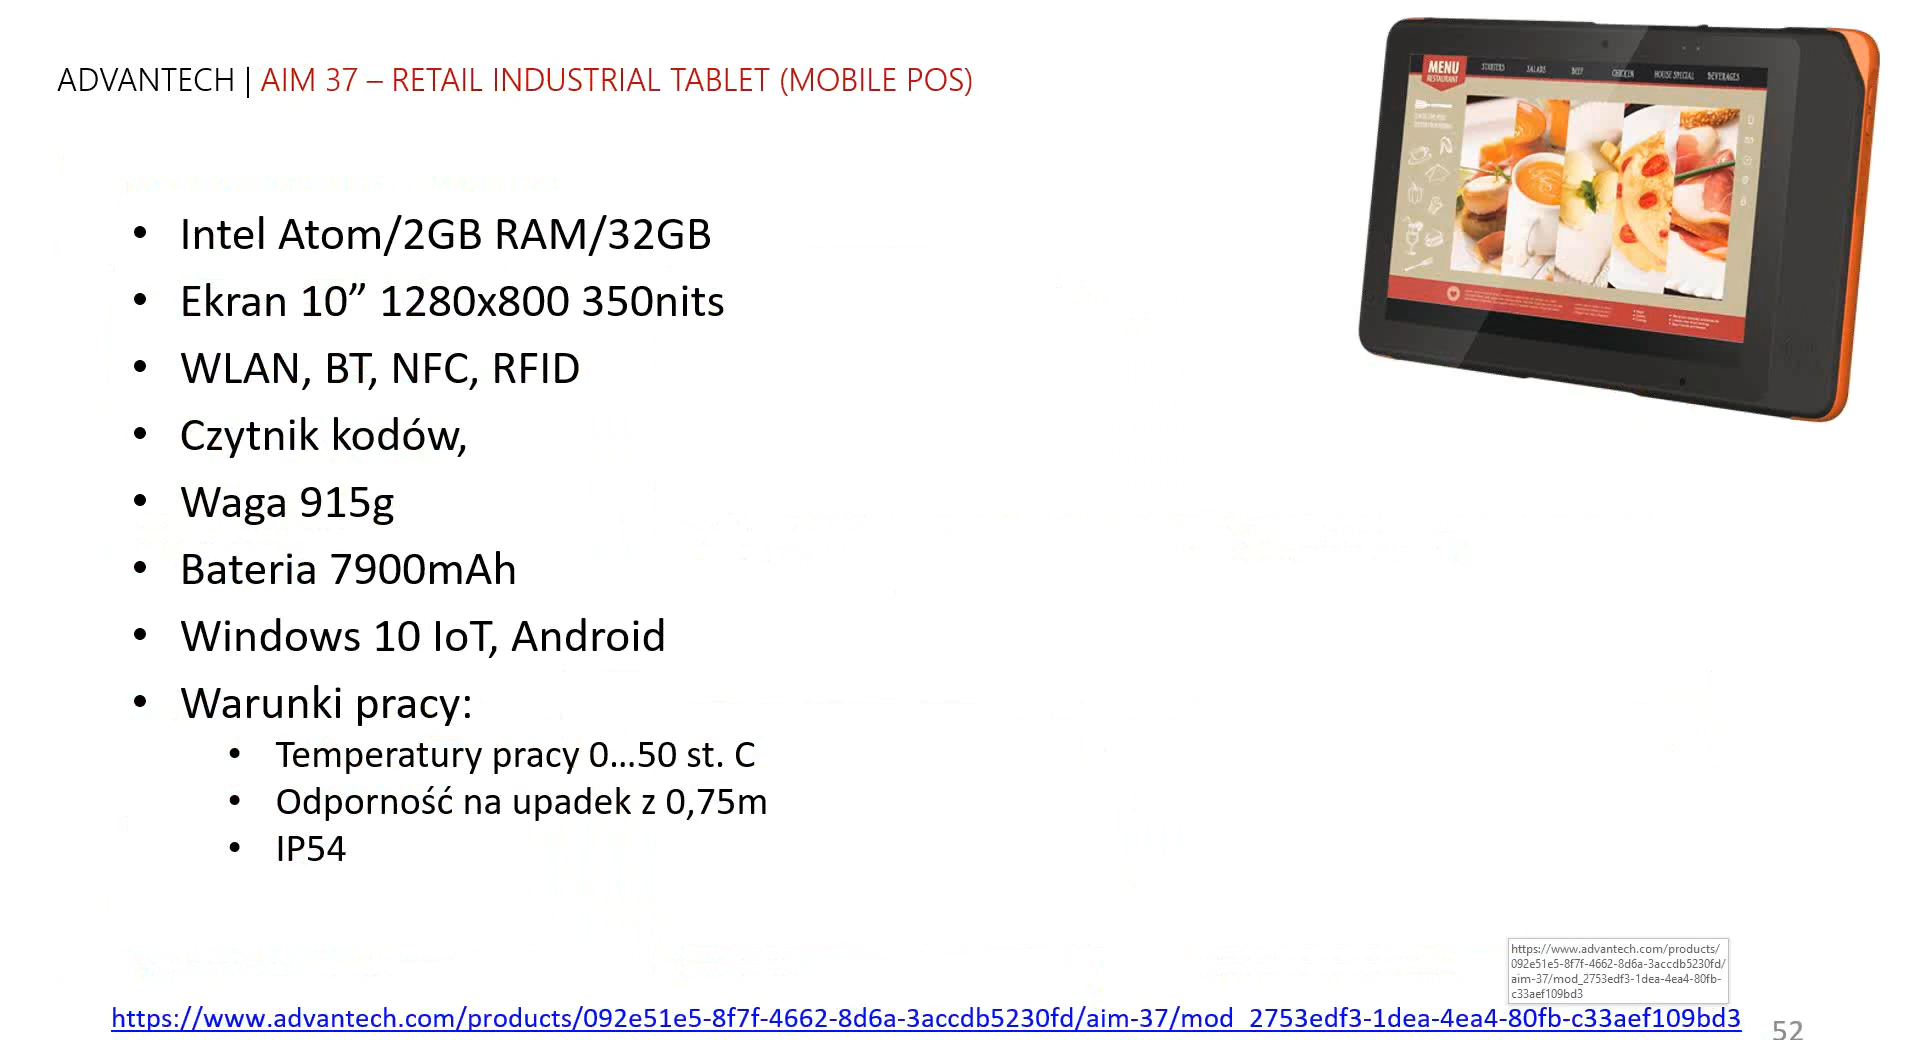 ADVANTECH | AIM 37 – RETAIL INDUSTRIAL TABLET (MOBILE POS)
MENU
RESTAURANT
STARTERS
SALADS
BEEF
CHICKEN
HOUSE SPECIAL
BEVERAGES
• Intel Atom/2GB RAM/32GB
• Ekran 10” 1280x800 350nits
• WLAN, BT, NFC, RFID
• Czytnik kodów,
• Waga 915g
• Bateria 7900mAh
• Windows 10 IoT, Android
• Warunki pracy:
• Temperatury pracy 0...50 st. C
• Odporność na upadek z 0,75m
• IP54
https://www.advantech.com/products/
092e51e5-8f7f-4662-8d6a-3accdb5230fd/
aim-37/mod_2753edf3-1dea-4ea4-80fb-
c33aef109bd3
https://www.advantech.com/products/092e51e5-8f7f-4662-8d6a-3accdb5230fd/aim-37/mod_2753edf3-1dea-4ea4-80fb-c33aef109bd3
52